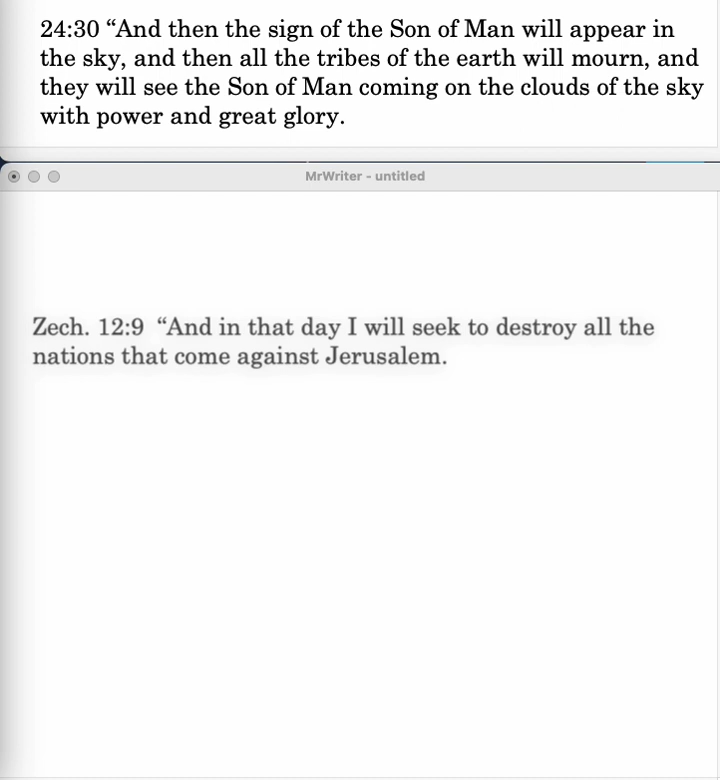 24:30 “And then the sign of the Son of Man will appear in
the sky, and then all the tribes of the earth will mourn, and
they will see the Son of Man coming on the clouds of the sky
with power and great glory.
MrWriter - untitled
Zech. 12:9  “And in that day I will seek to destroy all the
nations that come against Jerusalem.